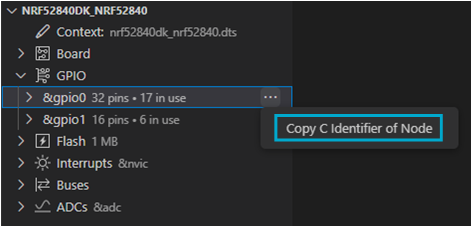 NRF52840DK_NRF52840
Context: nrf52840dk_nrf52840.dts
Board
GPIO
&gpio0 32 pins • 17 in use ...
&gpio1 16 pins • 6 in use
Copy C Identifier of Node
Flash 1 MB
Interrupts &nvic
Buses
ADCs &adc